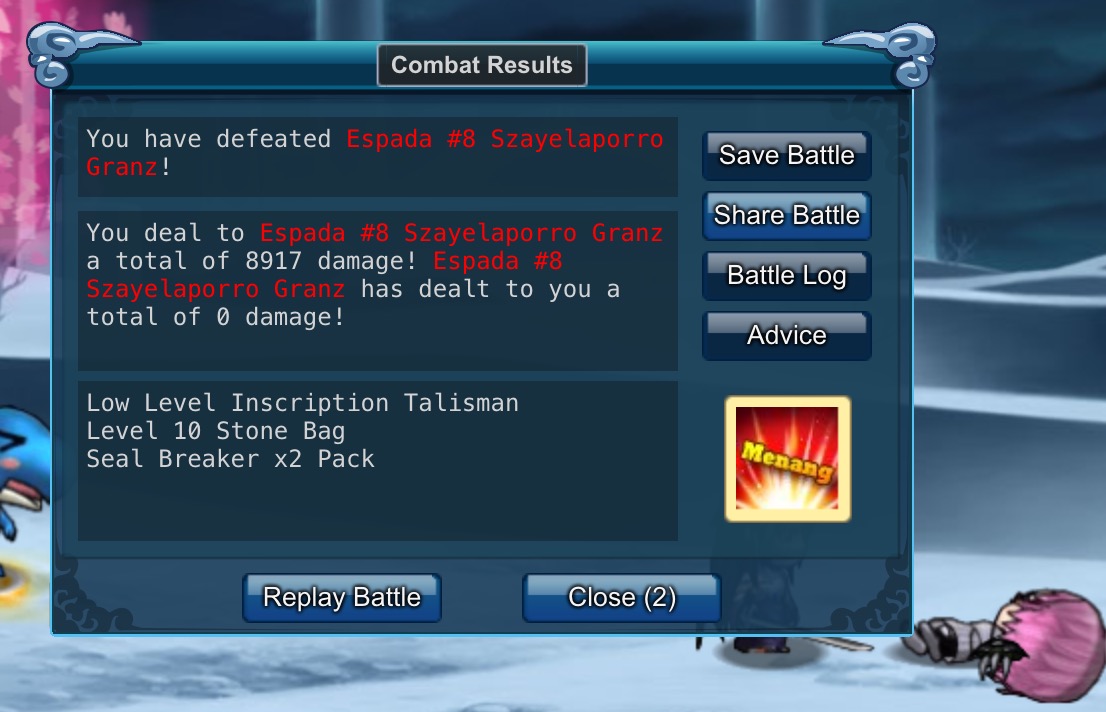 Combat Results
You have defeated Espada #8 Szayelaporro
Granz!
Save Battle
Share Battle
You deal to Espada #8 Szayelaporro Granz
a total of 8917 damage! Espada #8
Szayelaporro Granz has dealt to you a
total of 0 damage!
Battle Log
Advice
Low Level Inscription Talisman
Level 10 Stone Bag
Seal Breaker x2 Pack
Menang
Replay Battle
Close (2)